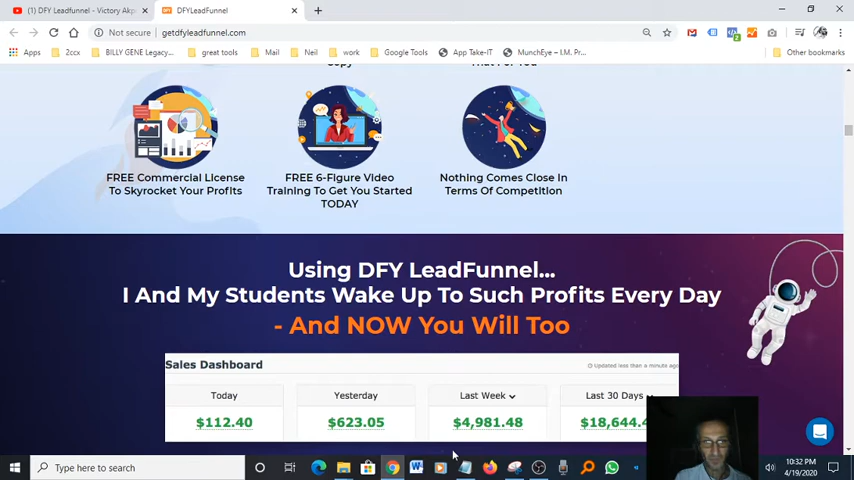 (1) DFY Leadfunnel - Victory Akp
DFYLeadFunnel
Not secure
getdfyleadfunnel.com
Apps
2ccx
BILLY GENE Legacy...
great tools
Mail
Neil
work
Google Tools
App Take-IT
MunchEye – I.M. Pr...
Other bookmarks
Copy
That For You
FREE Commercial License
To Skyrocket Your Profits
FREE 6-Figure Video
Training To Get You Started
TODAY
Nothing Comes Close In
Terms Of Competition
Using DFY LeadFunnel...
I And My Students Wake Up To Such Profits Every Day
- And NOW You Will Too
Sales Dashboard
Updated less than a minute ago
Today
Yesterday
Last Week
Last 30 Days
$112.40
$623.05
$4,981.48
$18,644.4
Type here to search
10:32 PM
4/19/2020